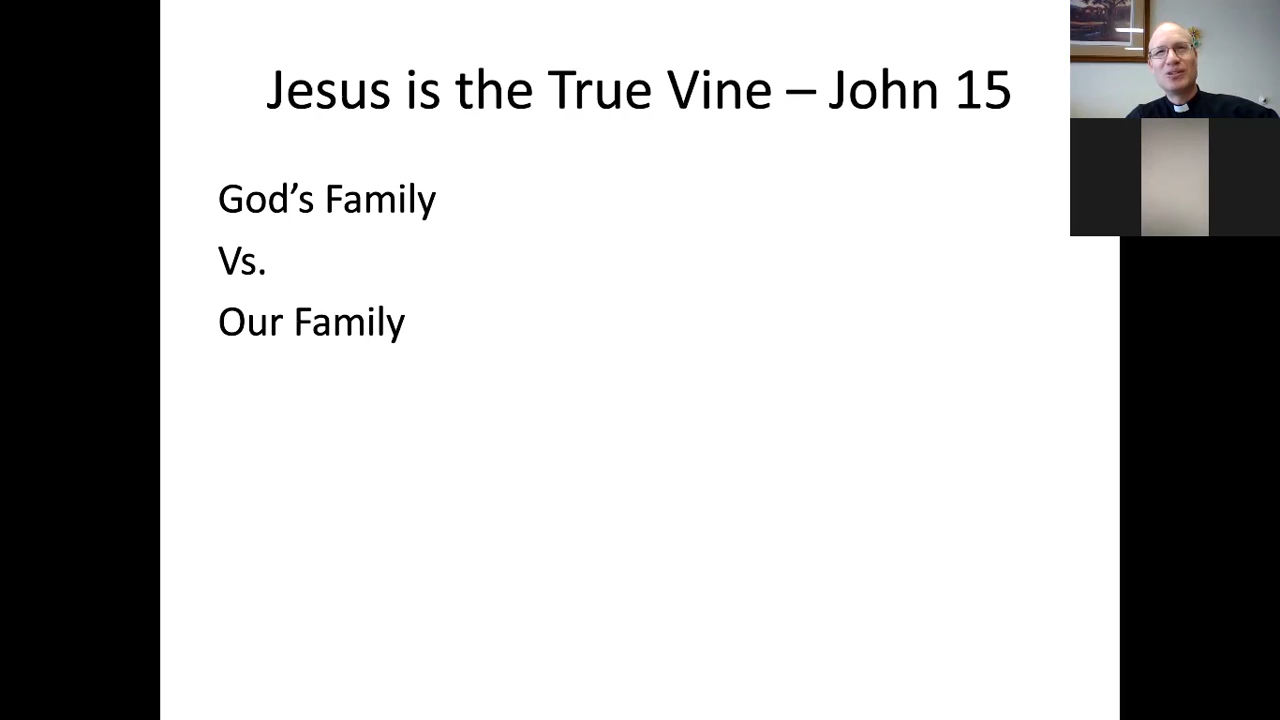 Jesus is the True Vine – John 15
God’s Family
Vs.
Our Family